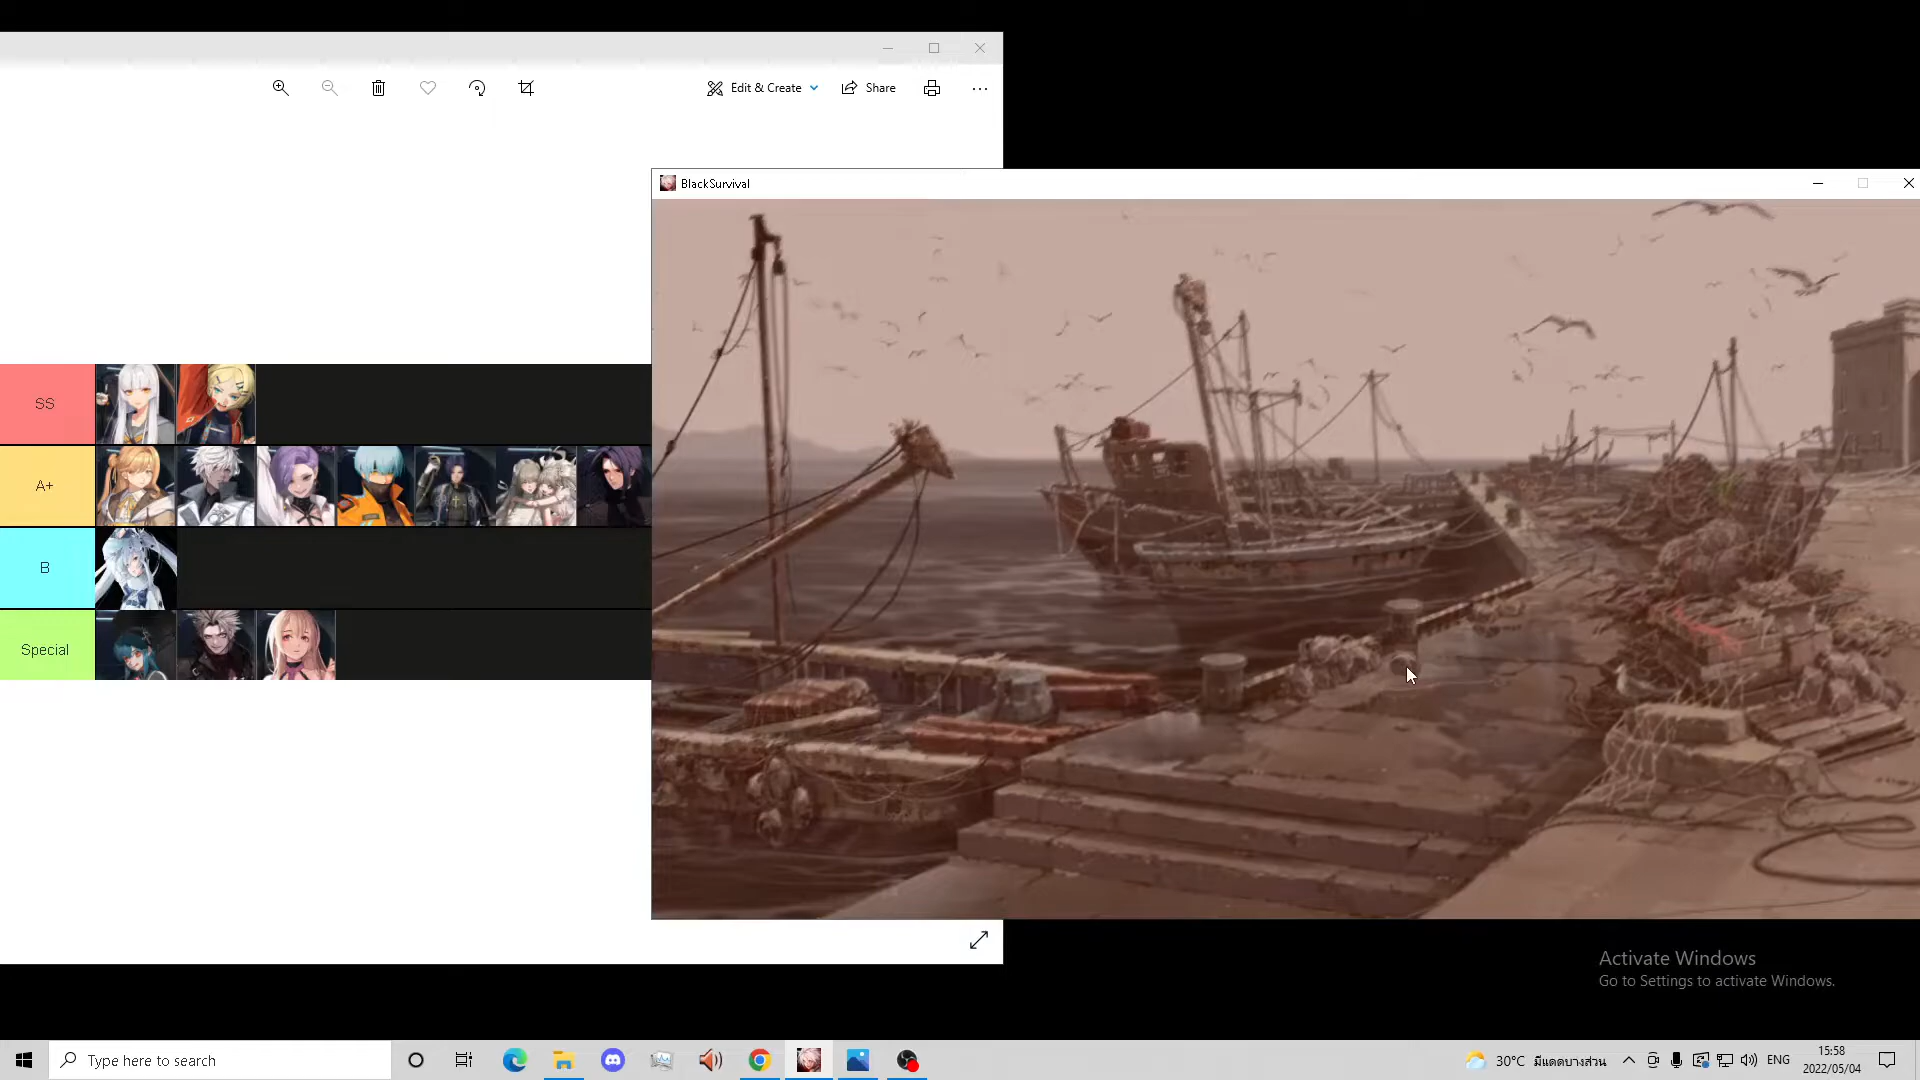 Edit & Create
Share
BlackSurvival
SS
A+
B
Special
Activate Windows
Go to Settings to activate Windows.
Type here to search
30°C มีแดดบางส่วน
ENG
15:58
2022/05/04